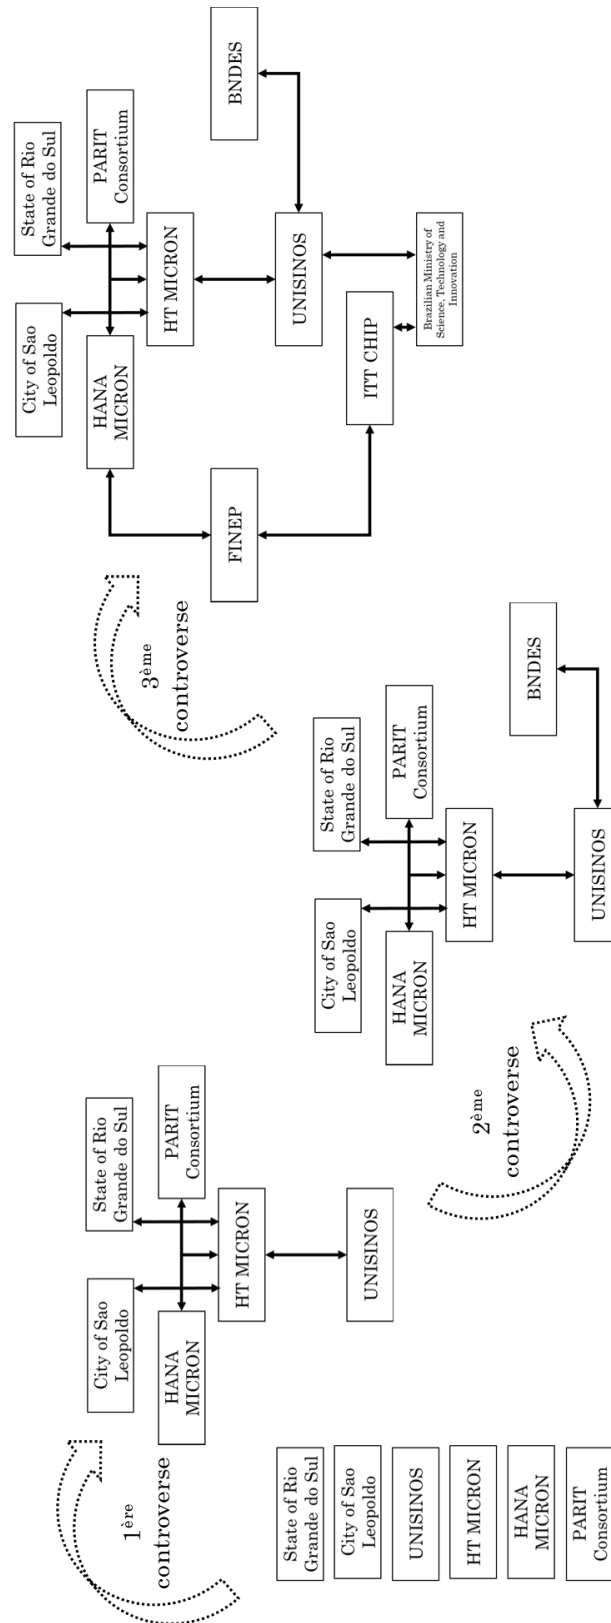 State of Rio
Grande do Sul
City of Sao
Leopoldo
UNISINOS
HT MICRON
HANA
MICRON
PARIT
Consortium
1ère
controverse
City of Sao
Leopoldo
State of Rio
Grande do Sul
HANA
MICRON
PARIT
Consortium
HT MICRON
UNISINOS
2ème
controverse
City of Sao
Leopoldo
State of Rio
Grande do Sul
HANA
MICRON
PARIT
Consortium
HT MICRON
UNISINOS
BNDES
3ème
controverse
City of Sao
Leopoldo
State of Rio
Grande do Sul
HANA
MICRON
PARIT
Consortium
HT MICRON
FINEP
UNISINOS
BNDES
ITT CHIP
Brazilian Ministry of
Science, Technology and
Innovation